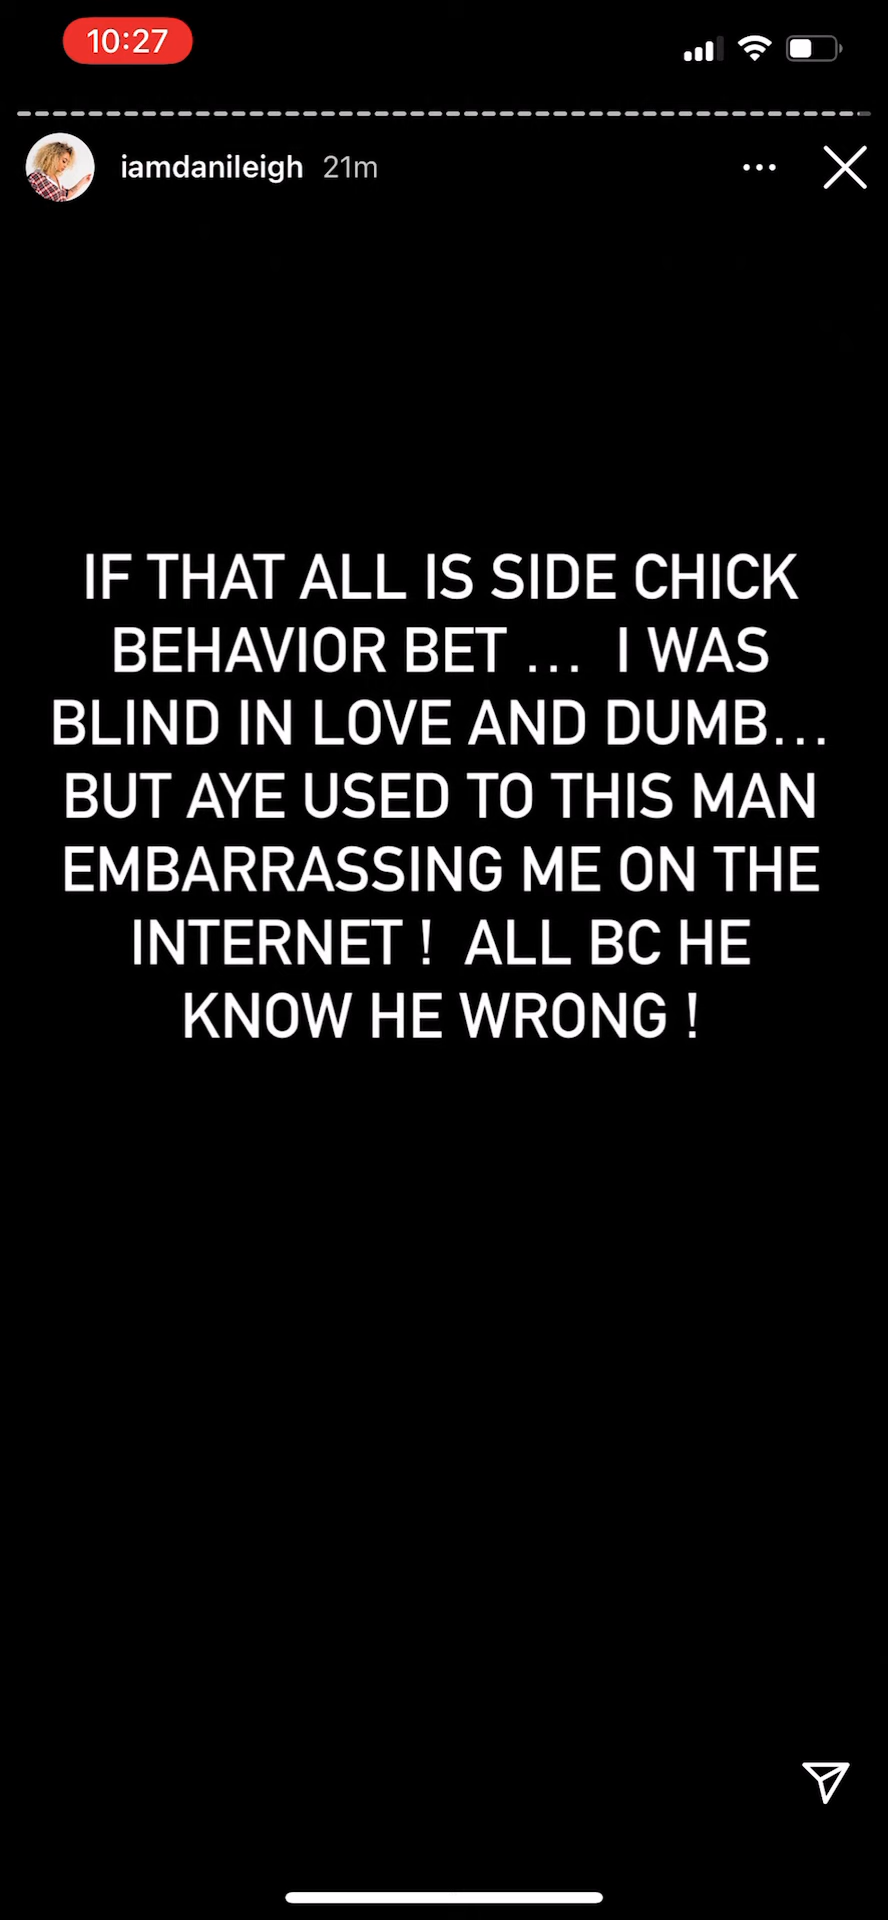 10:27
iamdanileigh 21m
IF THAT ALL IS SIDE CHICK
BEHAVIOR BET ... I WAS
BLIND IN LOVE AND DUMB...
BUT AYE USED TO THIS MAN
EMBARRASSING ME ON THE
INTERNET ! ALL BC HE
KNOW HE WRONG !